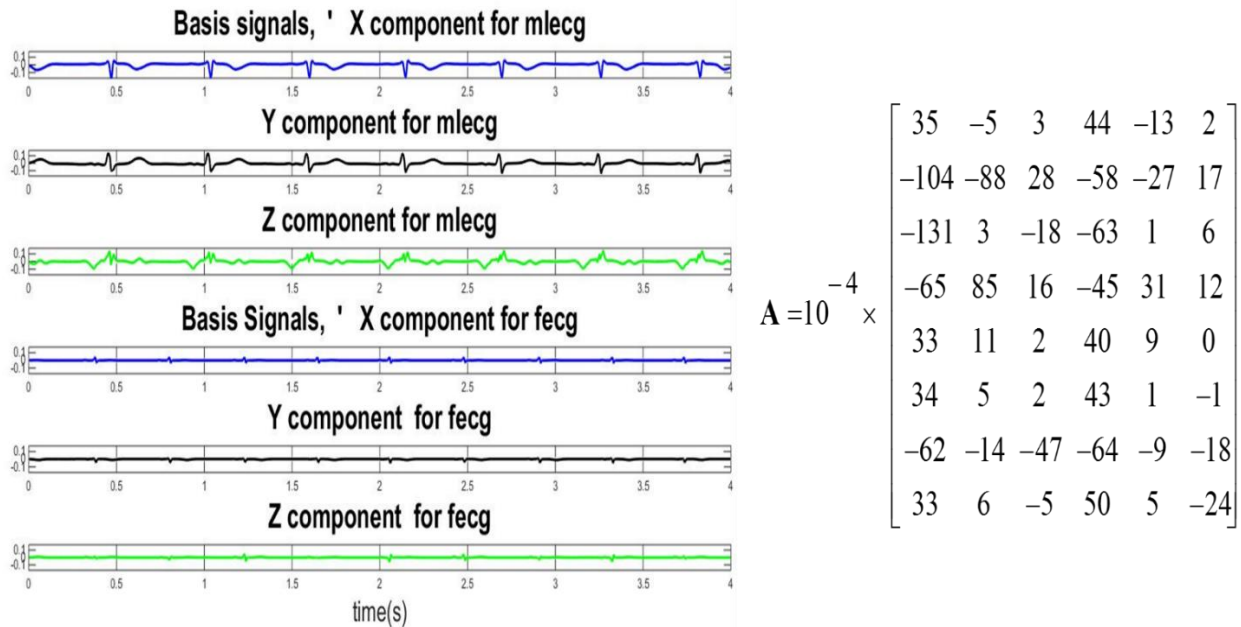 Basis signals, ' X component for mlecg
0.1
0
-0.1
0 0.5 1 1.5 2 2.5 3 3.5 4
Y component for mlecg
0.1
0
-0.1
0 0.5 1 1.5 2 2.5 3 3.5 4
Z component for mlecg
0.1
0
-0.1
0 0.5 1 1.5 2 2.5 3 3.5 4
Basis Signals, ' X component for fecg
0.1
0
-0.1
0 0.5 1 1.5 2 2.5 3 3.5 4
Y component for fecg
0.1
0
-0.1
0 0.5 1 1.5 2 2.5 3 3.5 4
Z component for fecg
0.1
0
-0.1
0 0.5 1 1.5 2 2.5 3 3.5 4
time(s)
A =10^-4 ×
35 -5 3 44 -13 2
-104 -88 28 -58 -27 17
-131 3 -18 -63 1 6
-65 85 16 -45 31 12
33 11 2 40 9 0
34 5 2 43 1 -1
-62 -14 -47 -64 -9 -18
33 6 -5 50 5 -24